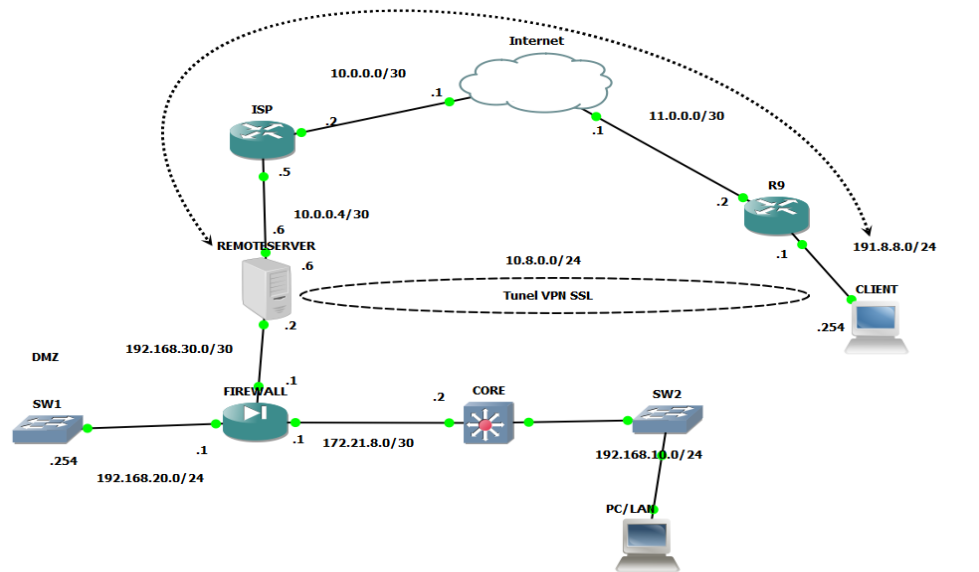 Internet
10.0.0.0/30
ISP
.1
.2
11.0.0.0/30
.1
.5
R9
.2
10.0.0.4/30
.6
REMOTESERVER
191.8.8.0/24
.1
.6
10.8.0.0/24
Tunel VPN SSL
CLIENT
.2
.254
192.168.30.0/30
DMZ
.1
FIREWALL
CORE
.2
SW2
SW1
.1
.1
172.21.8.0/30
192.168.10.0/24
.254
192.168.20.0/24
PC/LAN